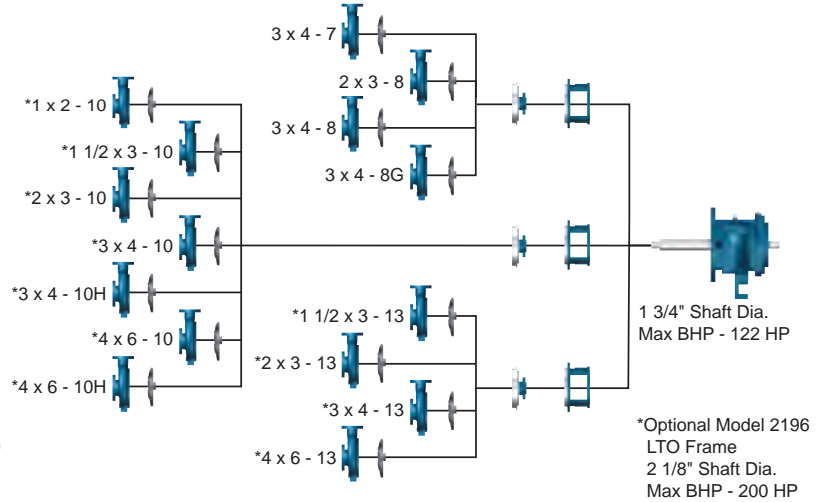 3 x 4 - 7
2 x 3 - 8
3 x 4 - 8
3 x 4 - 8G
*1 x 2 - 10
*1 1/2 x 3 - 10
*2 x 3 - 10
*3 x 4 - 10
*3 x 4 - 10H
*4 x 6 - 10
*4 x 6 - 10H
*1 1/2 x 3 - 13
*2 x 3 - 13
*3 x 4 - 13
*4 x 6 - 13
1 3/4" Shaft Dia.
Max BHP - 122 HP
*Optional Model 2196
LTO Frame
2 1/8" Shaft Dia.
Max BHP - 200 HP